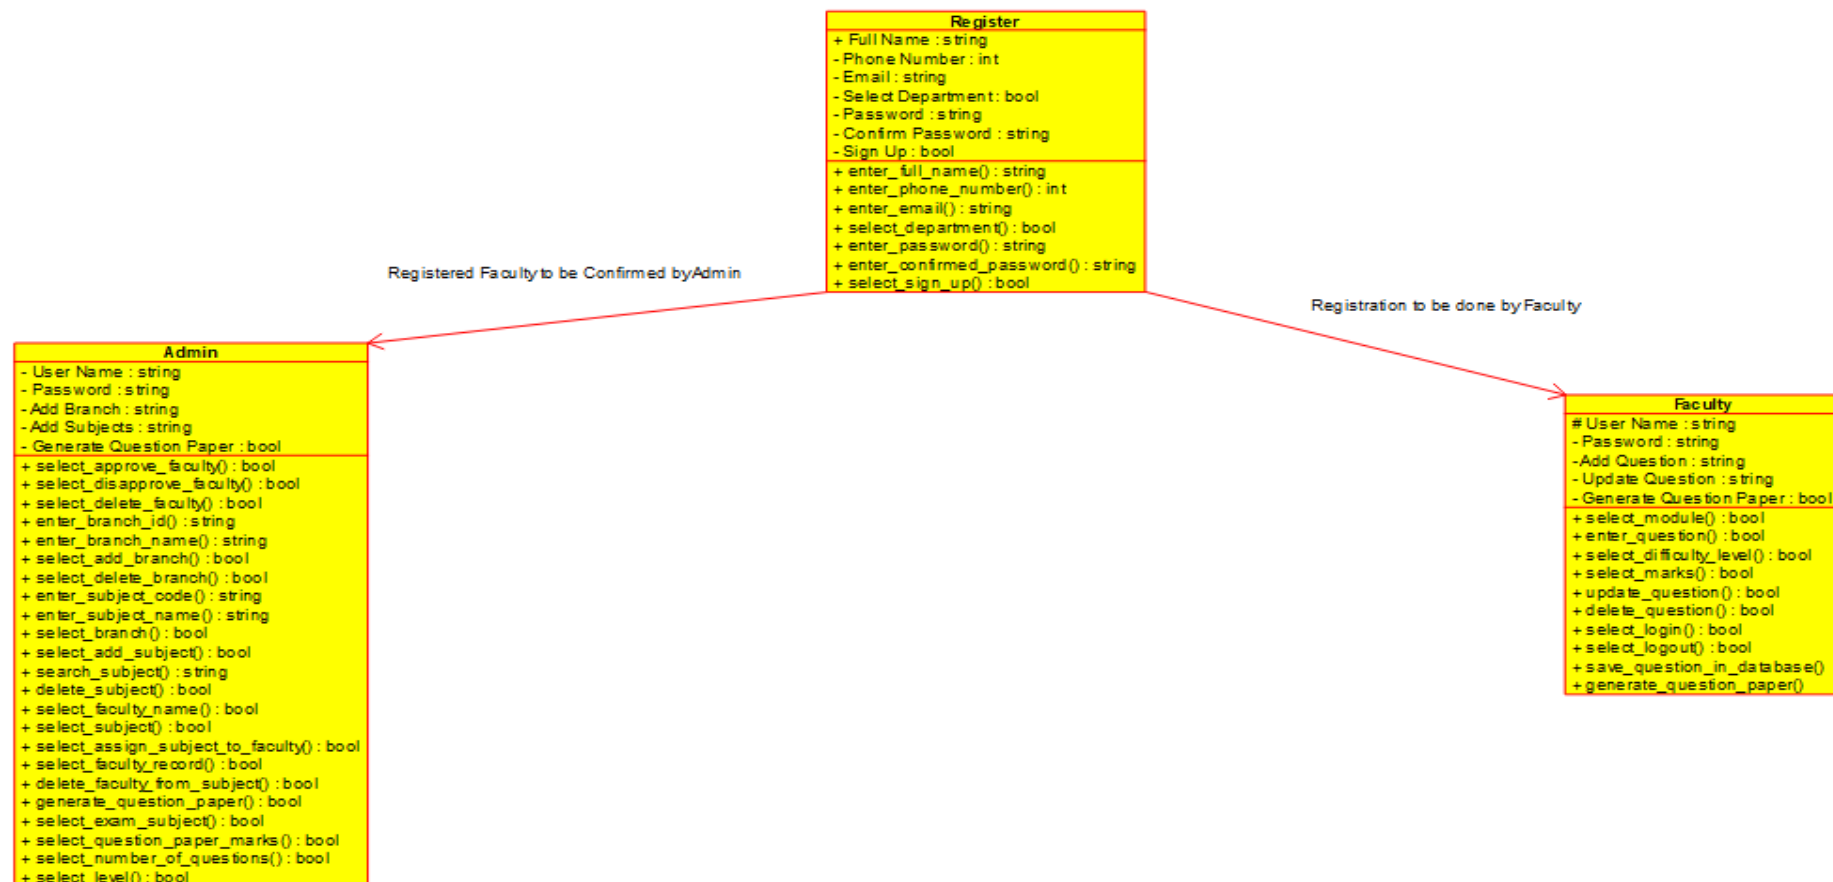 Register
+ Full Name : string
- Phone Number : int
- Email : string
- Select Department : bool
- Password : string
- Confirm Password : string
- Sign Up : bool
+ enter_full_name() : string
+ enter_phone_number() : int
+ enter_email() : string
+ select_department() : bool
+ enter_password() : string
+ enter_confirmed_password() : string
+ select_sign_up() : bool
Registered Faculty to be Confirmed by Admin
Registration to be done by Faculty
Admin
- User Name : string
- Password : string
- Add Branch : string
- Add Subjects : string
- Generate Question Paper : bool
+ select_approve_faculty() : bool
+ select_disapprove_faculty() : bool
+ select_delete_faculty() : bool
+ enter_branch_id() : string
+ enter_branch_name() : string
+ select_add_branch() : bool
+ select_delete_branch() : bool
+ enter_subject_code() : string
+ enter_subject_name() : string
+ select_branch() : bool
+ select_add_subject() : bool
+ search_subject() : string
+ delete_subject() : bool
+ select_faculty_name() : bool
+ select_subject() : bool
+ select_assign_subject_to_faculty() : bool
+ select_faculty_record() : bool
+ delete_faculty_from_subject() : bool
+ generate_question_paper() : bool
+ select_exam_subject() : bool
+ select_question_paper_marks() : bool
+ select_number_of_questions() : bool
+ select_level() : bool
Faculty
# User Name : string
- Password : string
- Add Question : string
- Update Question : string
- Generate Question Paper : bool
+ select_module() : bool
+ enter_question() : bool
+ select_difficulty_level() : bool
+ select_marks() : bool
+ update_question() : bool
+ delete_question() : bool
+ select_login() : bool
+ select_logout() : bool
+ save_question_in_database()
+ generate_question_paper()